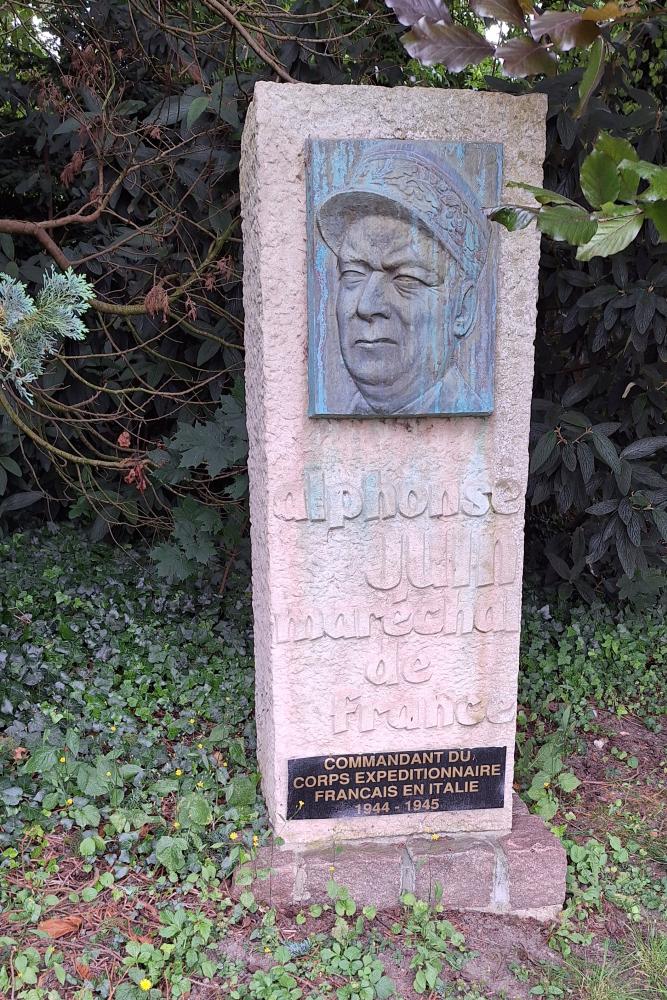 alphonse
Juin
maréchal
de
france
COMMANDANT DU
CORPS EXPEDITIONNAIRE
FRANCAIS EN ITALIE
1944 - 1945